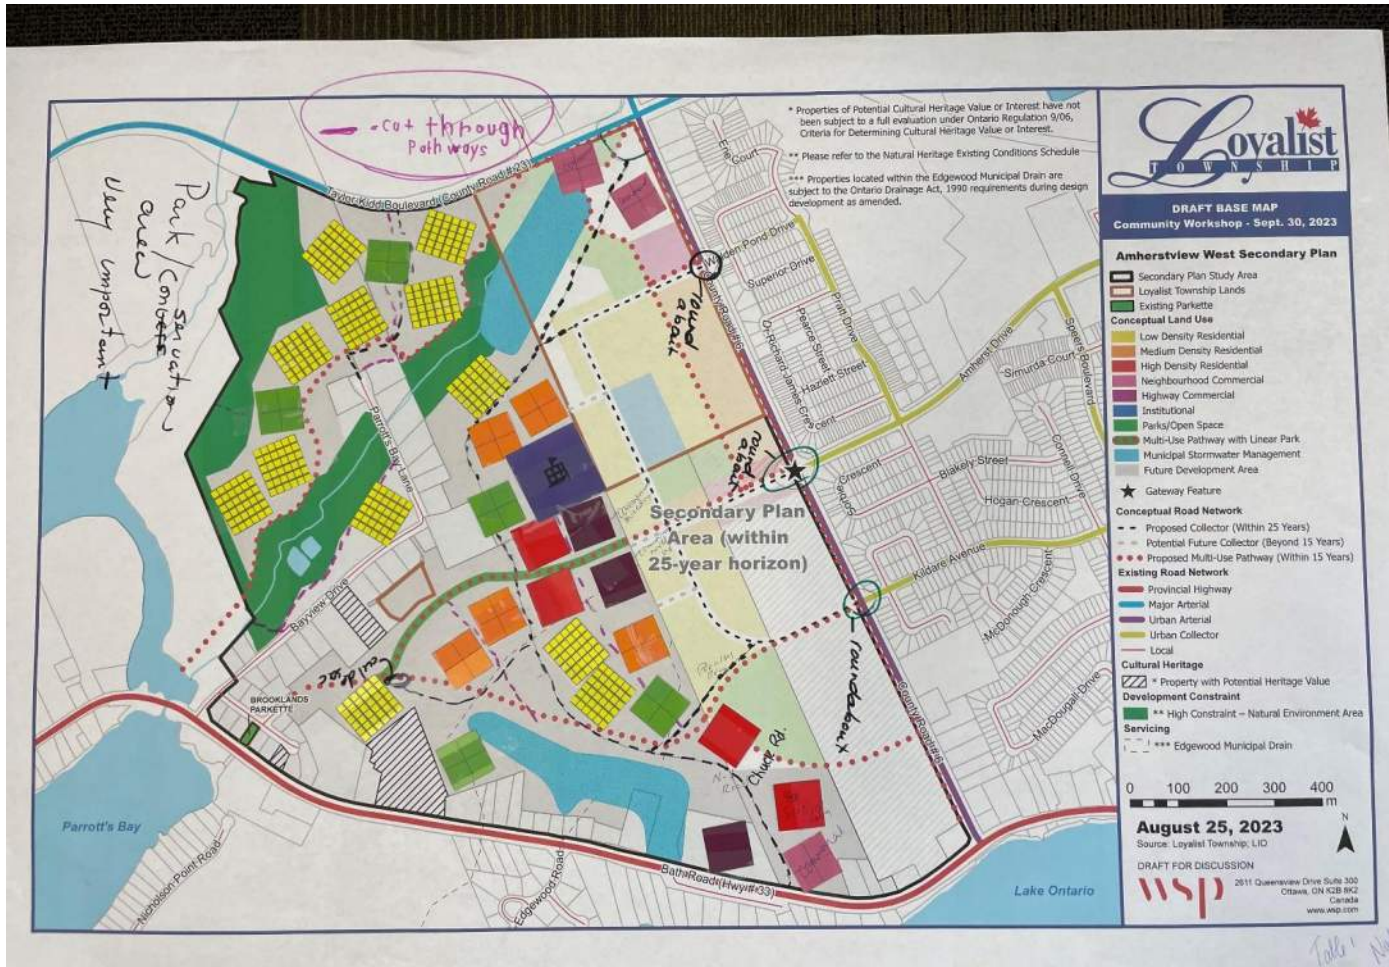 - cut through
Pathways
Park / Conservation
area
Very important
Taylor-Kidd Boulevard (County Road # 23)
* Properties of Potential Cultural Heritage Value or Interest have not
been subject to a full evaluation under Ontario Regulation 9/06,
Criteria for Determining Cultural Heritage Value or Interest.
** Please refer to the Natural Heritage Existing Conditions Schedule
*** Properties located within the Edgewood Municipal Drain are
subject to the Ontario Drainage Act, 1990 requirements during design
development as amended.
Loyalist
TOWNSHIP
DRAFT BASE MAP
Community Workshop - Sept. 30, 2023
Amherstview West Secondary Plan
Secondary Plan Study Area
Loyalist Township Lands
Existing Parkette
Conceptual Land Use
Low Density Residential
Medium Density Residential
High Density Residential
Neighbourhood Commercial
Highway Commercial
Institutional
Parks/Open Space
Multi-Use Pathway with Linear Park
Municipal Stormwater Management
Future Development Area
Gateway Feature
Conceptual Road Network
Proposed Collector (Within 25 Years)
Potential Future Collector (Beyond 15 Years)
Proposed Multi-Use Pathway (Within 15 Years)
Existing Road Network
Provincial Highway
Major Arterial
Urban Arterial
Urban Collector
Local
Cultural Heritage
* Property with Potential Heritage Value
Development Constraint
** High Constraint – Natural Environment Area
Servicing
*** Edgewood Municipal Drain
0 100 200 300 400
m
N
August 25, 2023
Source: Loyalist Township; LIO
DRAFT FOR DISCUSSION
wsp
2611 Queensview Drive Suite 300
Ottawa, ON K2B 8K2
Canada
www.wsp.com
Erie Court
Walden Pond Drive
Superior Drive
Pratt Drive
Pearce Street
Dr Richard James Crescent
Hazlett Street
Amherst Drive
Simurda Court
Speers Boulevard
County Road # 6
round
about
round
about
Sonia Crescent
Blakely Street
Hogan Crescent
Connell Drive
Kildare Avenue
McDonough Crescent
MacDougall Drive
County Road # 6
roundabout
Secondary Plan
Area (within
25-year horizon)
Parrott's Bay Lane
Bayview Drive
culdsac
BROOKLANDS
PARKETTE
Church Rd.
Bath Road (Hwy # 33)
Parrott's Bay
Nicholson Point Road
Edgewood Road
Lake Ontario
Table 1